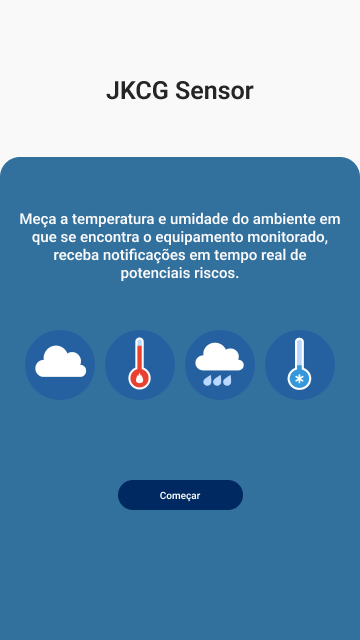 JKCG Sensor
Meça a temperatura e umidade do ambiente em
que se encontra o equipamento monitorado,
receba notificações em tempo real de
potenciais riscos.
Começar